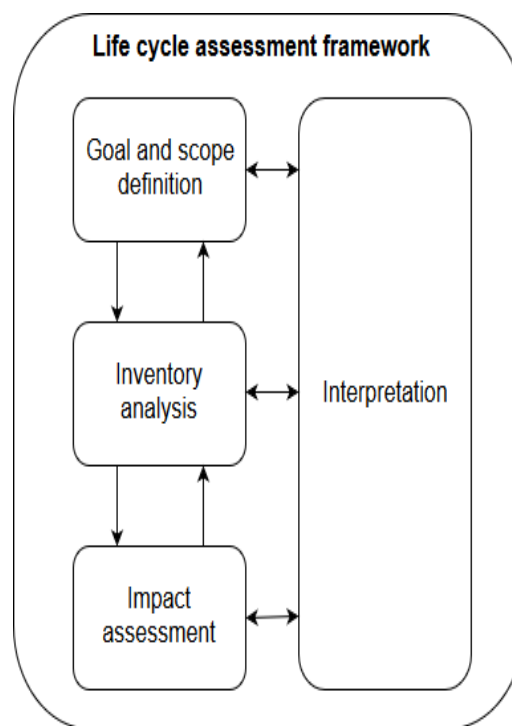 Life cycle assessment framework
Goal and scope
definition
Inventory
analysis
Interpretation
Impact
assessment